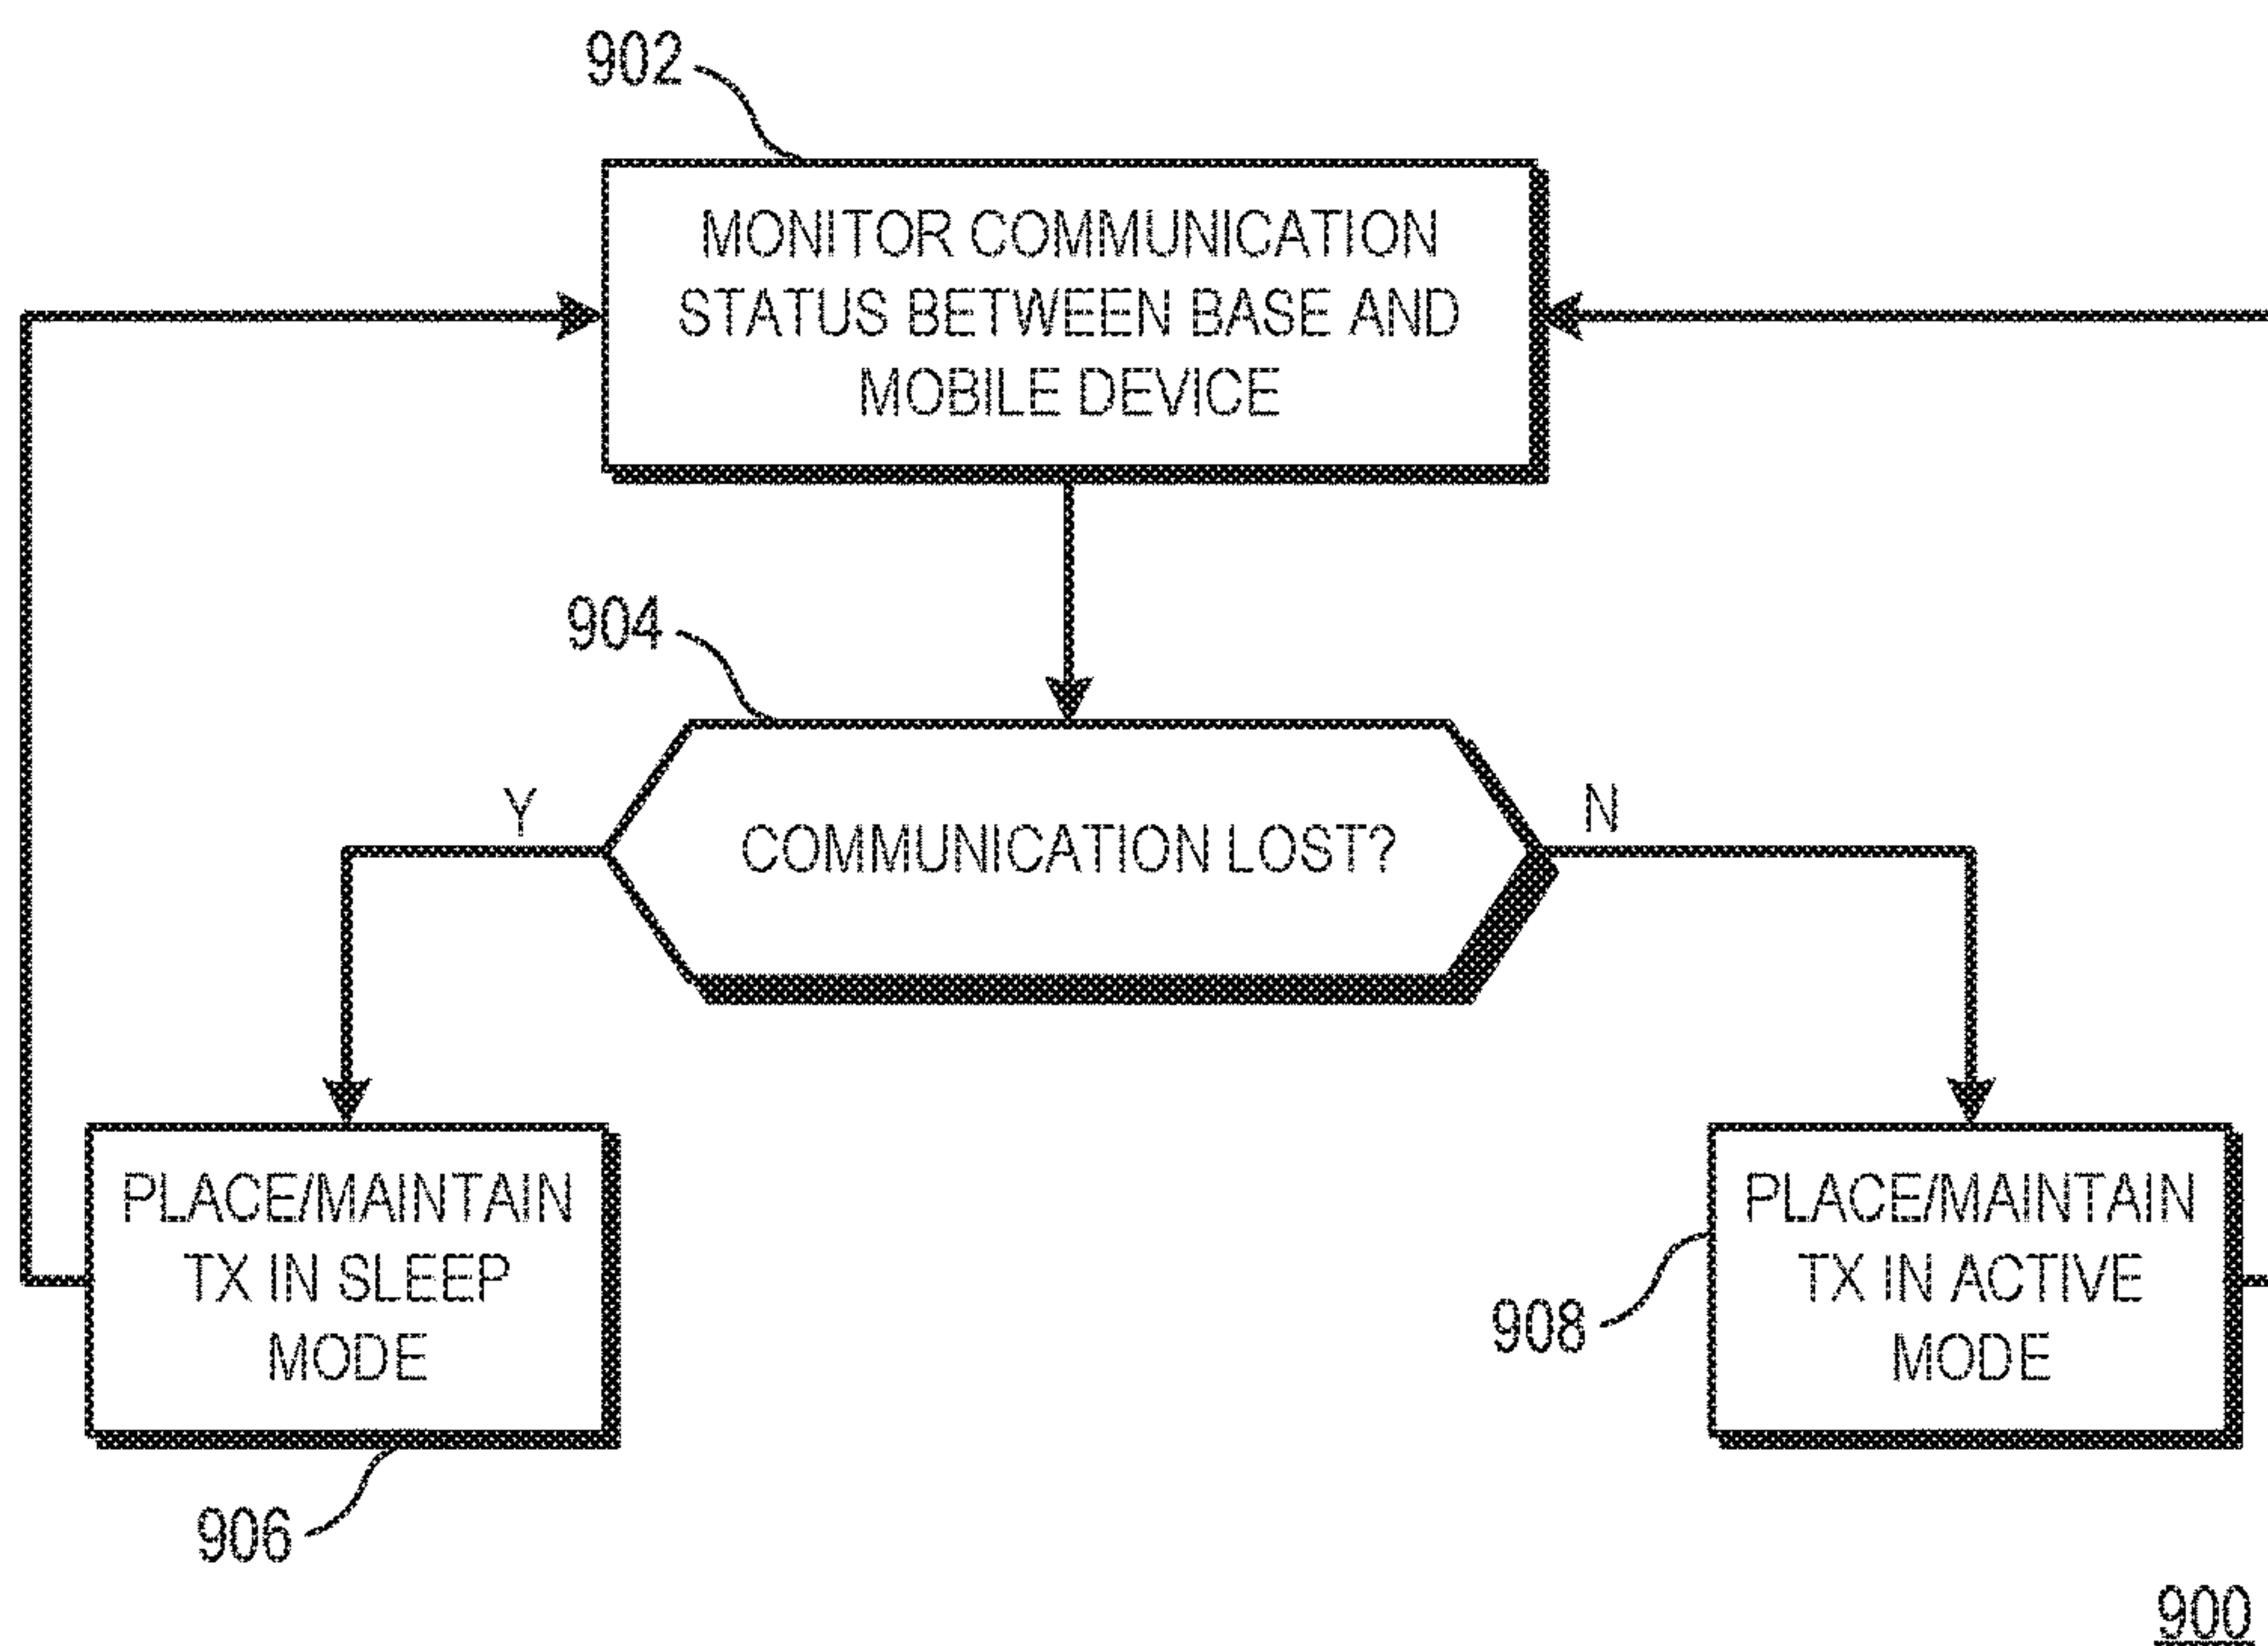 902
MONITOR COMMUNICATION
STATUS BETWEEN BASE AND
MOBILE DEVICE
904
Y
COMMUNICATION LOST?
N
PLACE/MAINTAIN
TX IN SLEEP
MODE
906
PLACE/MAINTAIN
TX IN ACTIVE
MODE
908
900